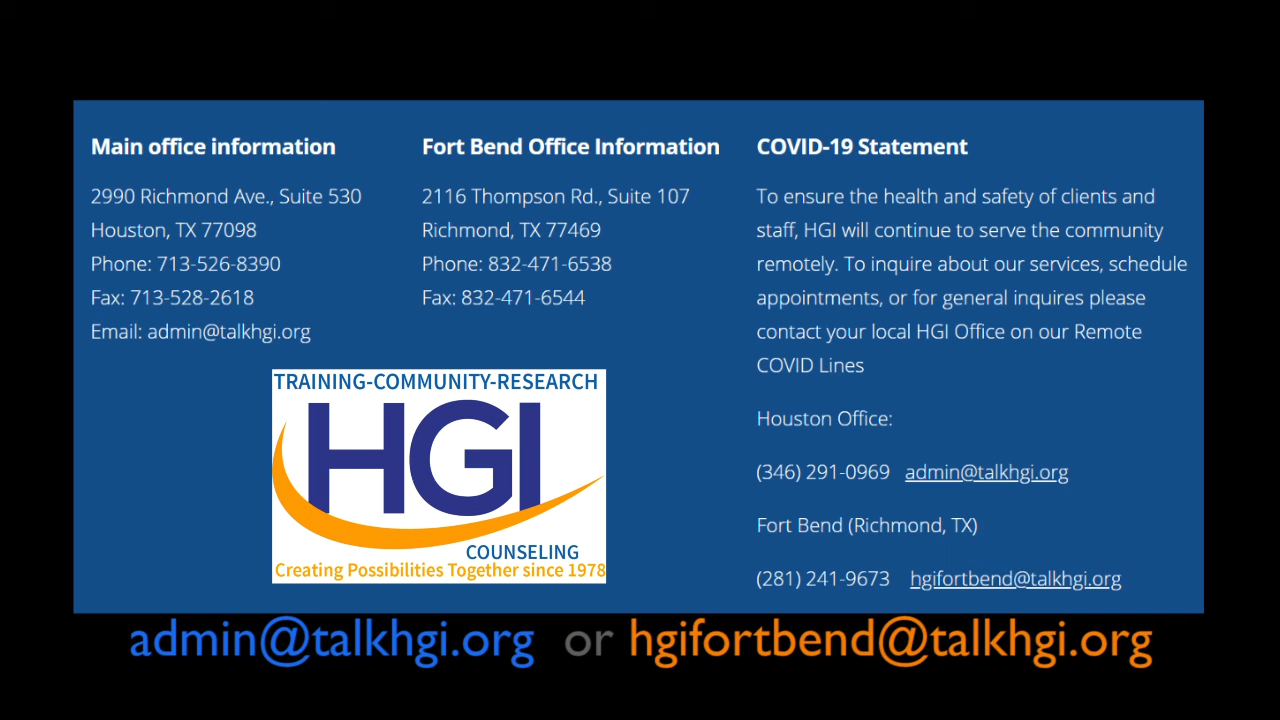 Main office information
2990 Richmond Ave., Suite 530
Houston, TX 77098
Phone: 713-526-8390
Fax: 713-528-2618
Email: admin@talkhgi.org
Fort Bend Office Information
2116 Thompson Rd., Suite 107
Richmond, TX 77469
Phone: 832-471-6538
Fax: 832-471-6544
COVID-19 Statement
To ensure the health and safety of clients and
staff, HGI will continue to serve the community
remotely. To inquire about our services, schedule
appointments, or for general inquires please
contact your local HGI Office on our Remote
COVID Lines
Houston Office:
(346) 291-0969 admin@talkhgi.org
Fort Bend (Richmond, TX)
(281) 241-9673 hgifortbend@talkhgi.org
TRAINING-COMMUNITY-RESEARCH
HGI
COUNSELING
Creating Possibilities Together since 1978
admin@talkhgi.org or hgifortbend@talkhgi.org